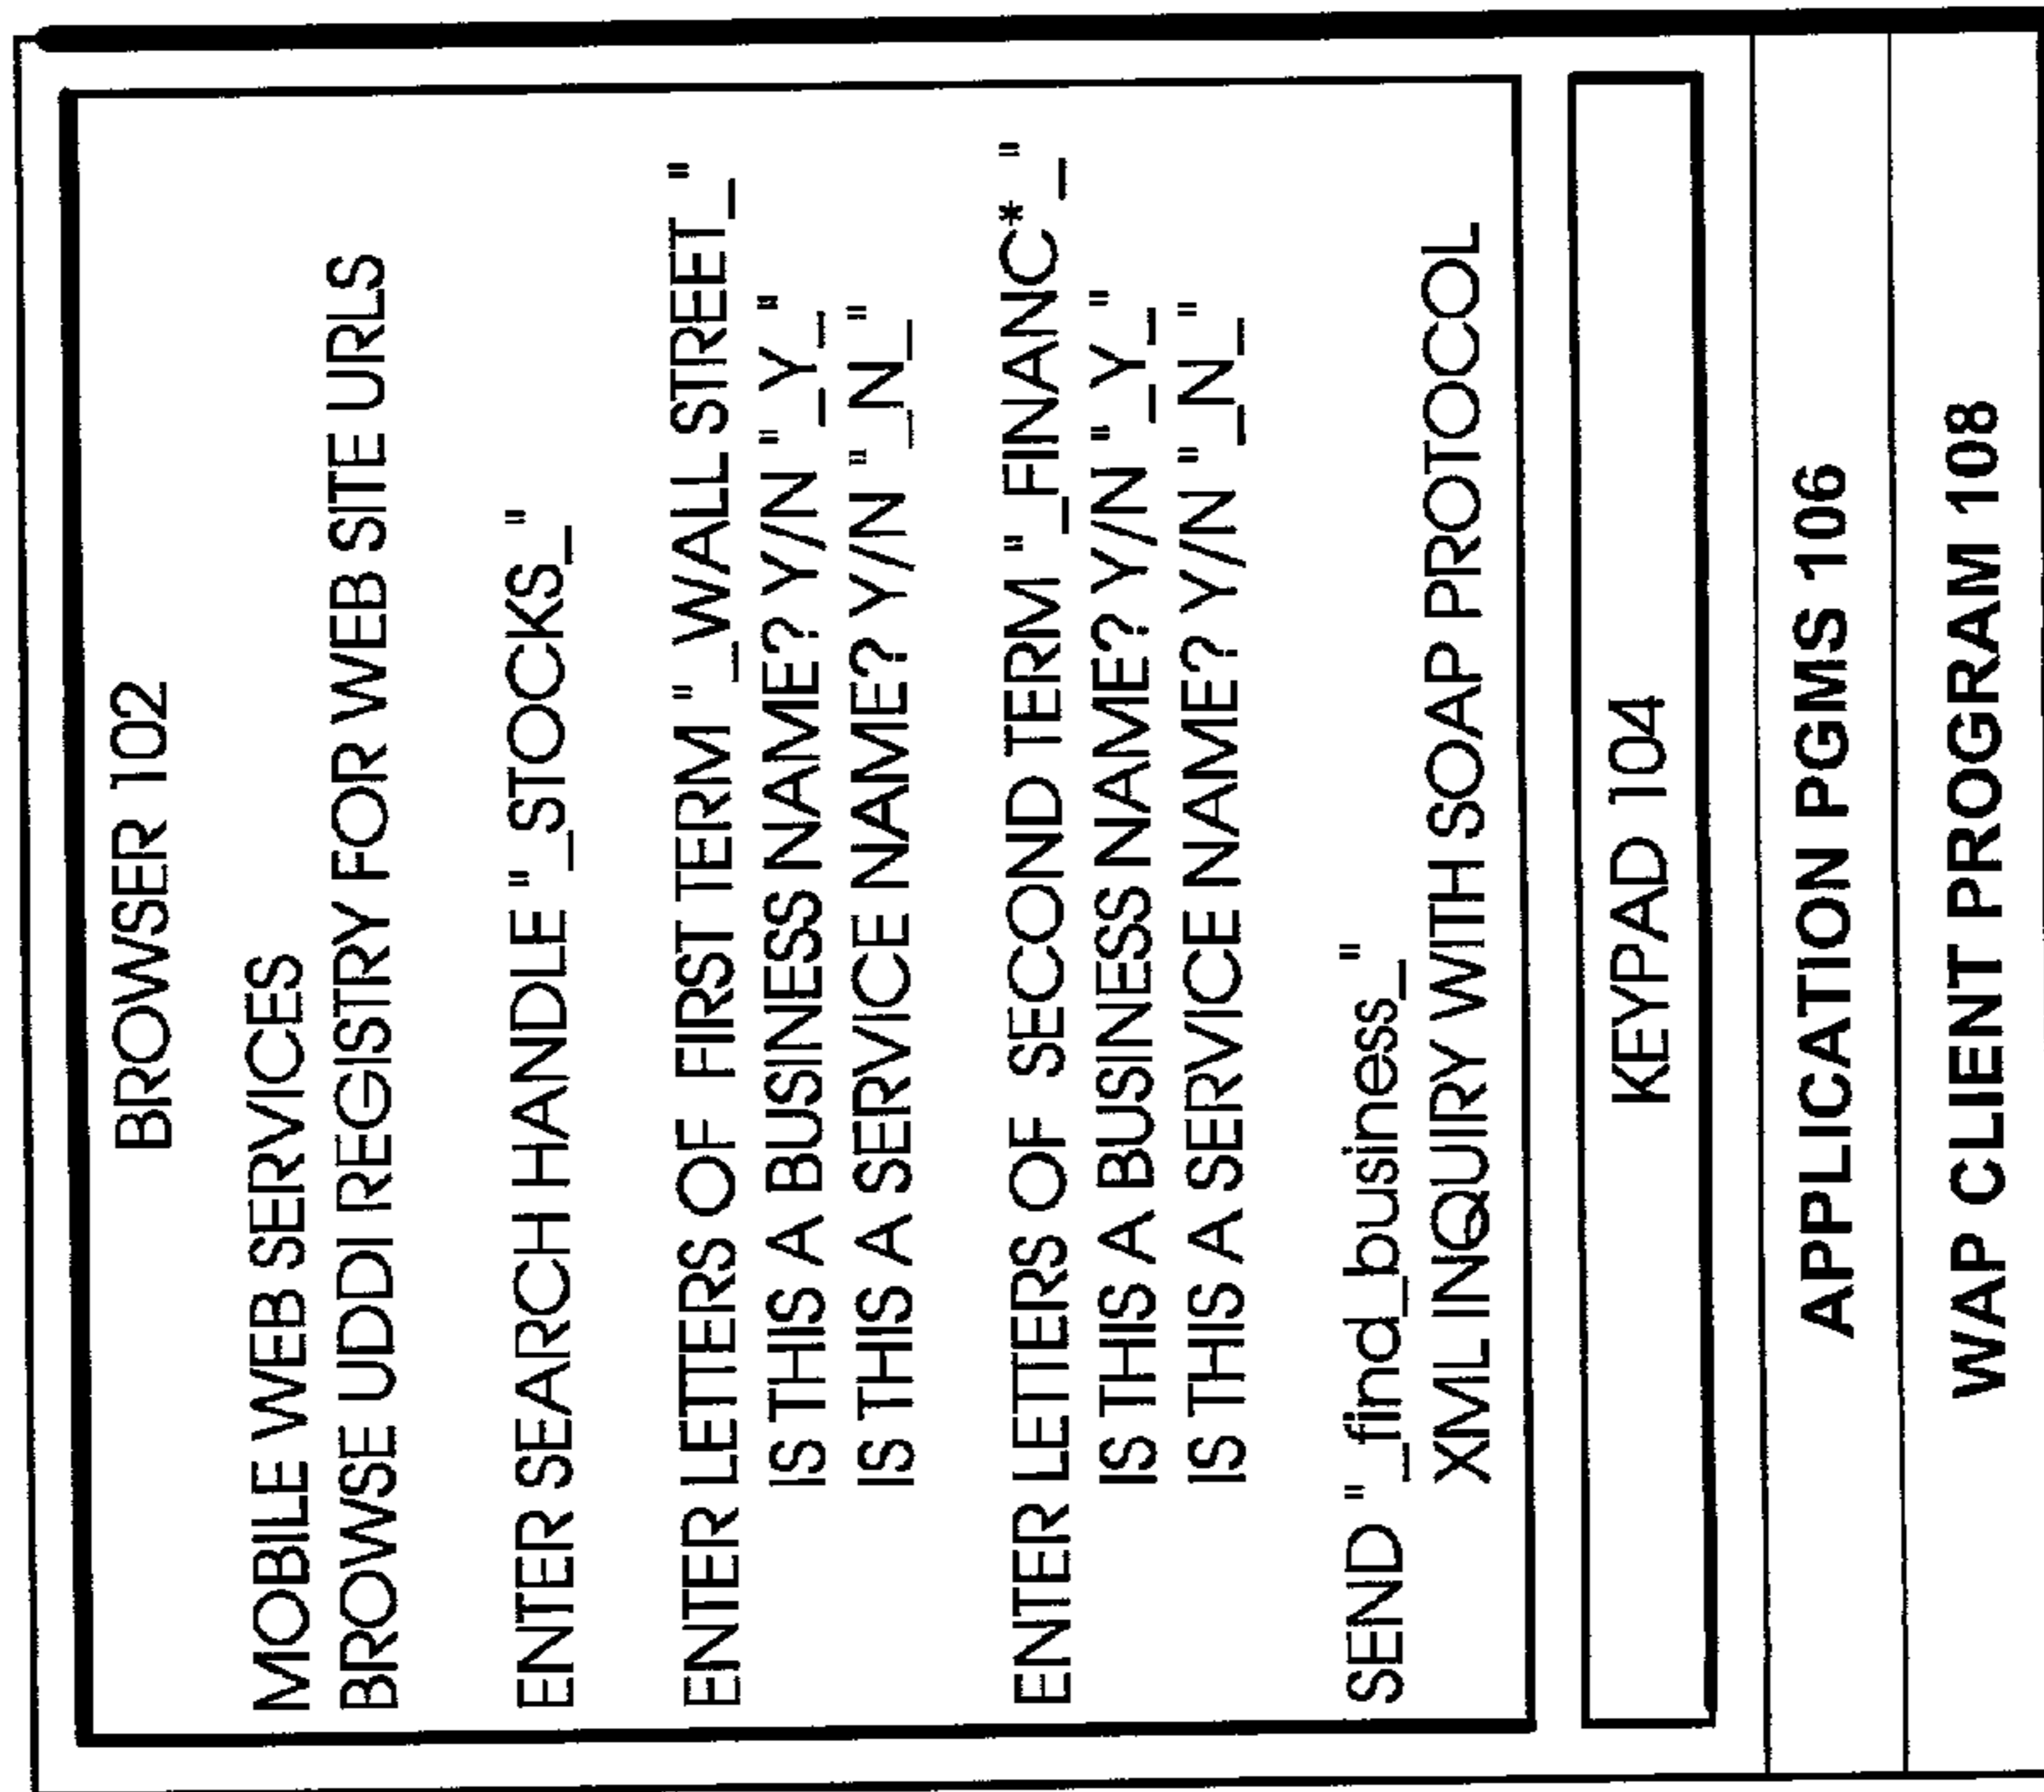 BROWSER 102
MOBILE WEB SERVICES
BROWSE UDDI REGISTRY FOR WEB SITE URLS
ENTER SEARCH HANDLE "_STOCKS_"
ENTER LETTERS OF FIRST TERM "_WALL STREET_"
IS THIS A BUSINESS NAME? Y/N "_Y_"
IS THIS A SERVICE NAME? Y/N "_N_"
ENTER LETTERS OF SECOND TERM "_FINANC*_"
IS THIS A BUSINESS NAME? Y/N "_Y_"
IS THIS A SERVICE NAME? Y/N "_N_"
SEND "_find_business_"
XML INQUIRY WITH SOAP PROTOCOL
KEYPAD 104
APPLICATION PGMS 106
WAP CLIENT PROGRAM 108